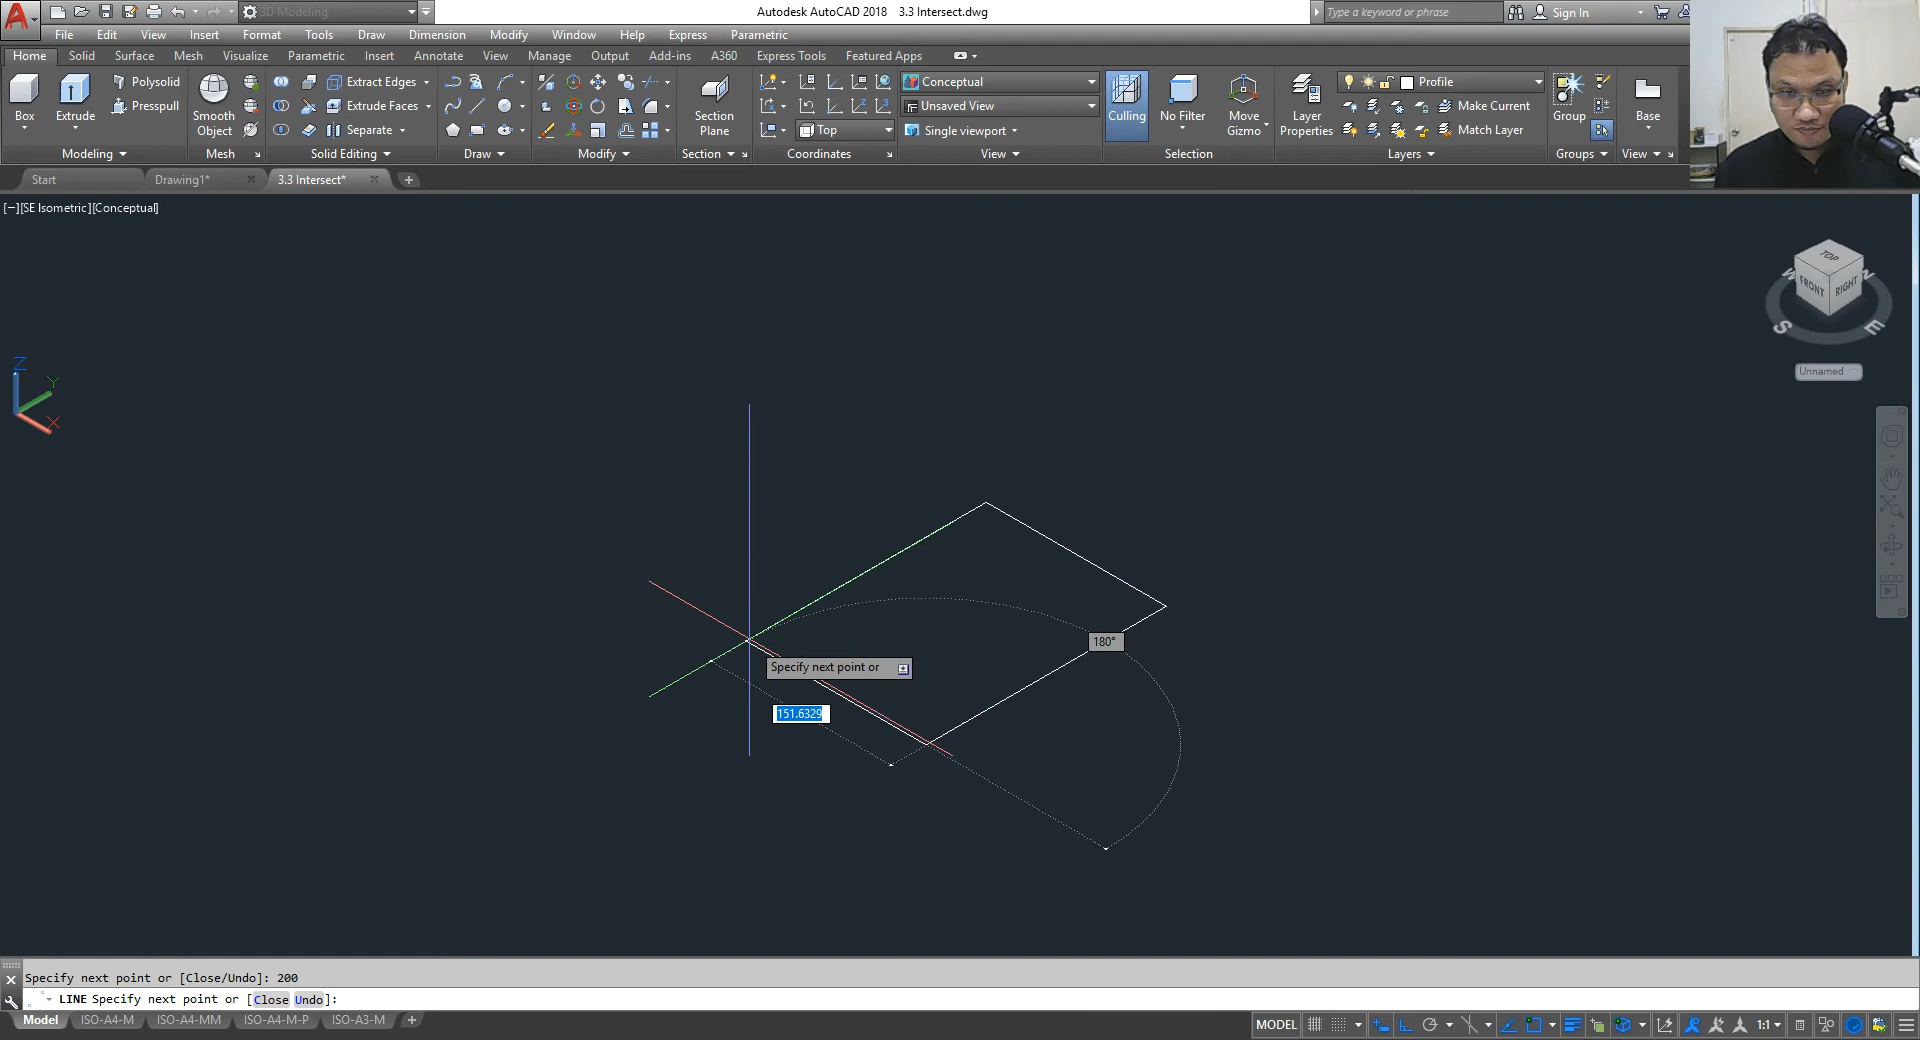 3D Modeling
Autodesk AutoCAD 2018 3.3 Intersect.dwg
Type a keyword or phrase
Sign In
File Edit View Insert Format Tools Draw Dimension Modify Window Help Express Parametric
Home Solid Surface Mesh Visualize Parametric Insert Annotate View Manage Output Add-ins A360 Express Tools Featured Apps
Polysolid Extract Edges Conceptual Profile
Presspull Extrude Faces Unsaved View Make Current
Box Extrude Smooth Object Separate Section Plane Top Single viewport Culling No Filter Move Gizmo Layer Properties Match Layer Group Base
Modeling Mesh Solid Editing Draw Modify Section Coordinates View Selection Layers Groups View
Start Drawing1* 3.3 Intersect*
[−][SE Isometric][Conceptual]
TOP
FRONT RIGHT
W N
S E
Unnamed
Z
Y
X
180°
Specify next point or
151.6329
Specify next point or [Close/Undo]: 200
LINE Specify next point or [Close Undo]:
Model ISO-A4-M ISO-A4-MM ISO-A4-M-P ISO-A3-M
MODEL 1:1